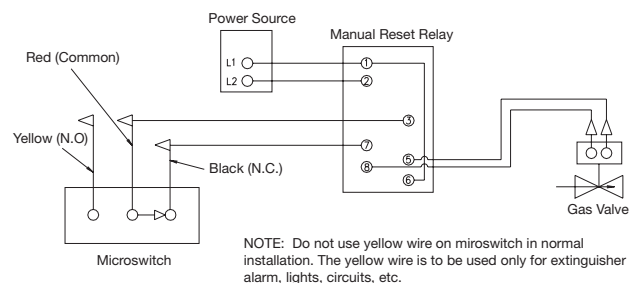 Power Source
Manual Reset Relay
Red (Common)
L1
L2
1
2
3
Yellow (N.O)
7
5
8
Black (N.C.)
6
Gas Valve
Microswitch
NOTE: Do not use yellow wire on miroswitch in normal
installation. The yellow wire is to be used only for extinguisher
alarm, lights, circuits, etc.